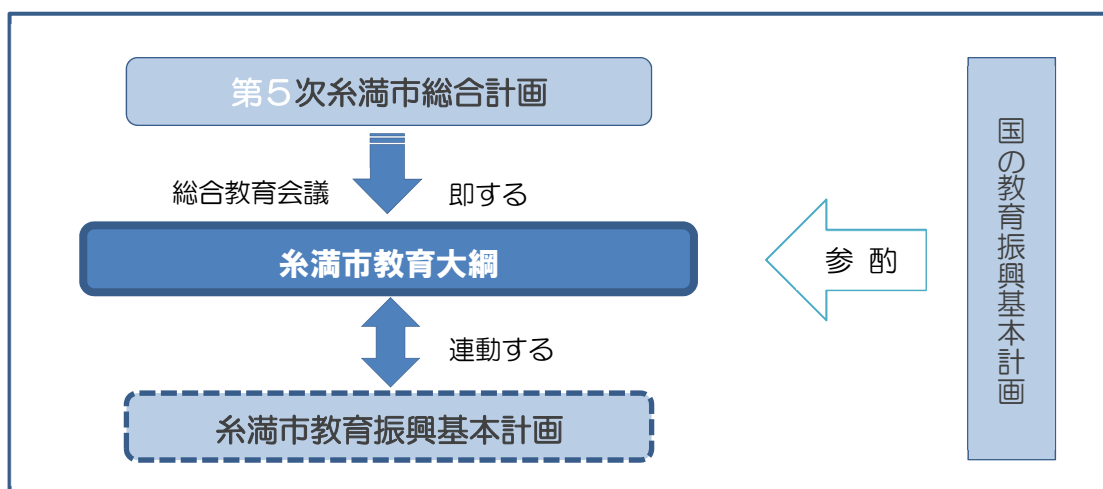 第5次糸満市総合計画
総合教育会議
即する
糸満市教育大綱
参 酌
連動する
糸満市教育振興基本計画
国の教育振興基本計画